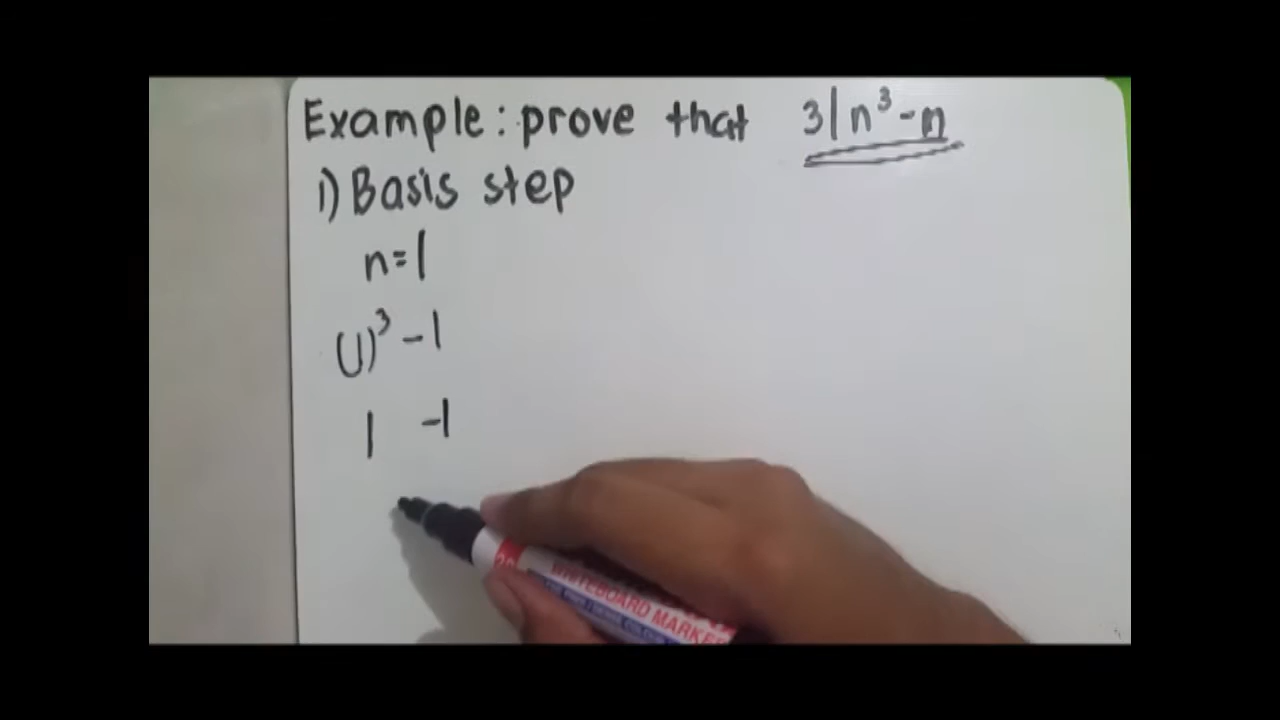 Example: prove that 3|n³-n
1) Basis step
n=1
(1)³ -1
1 -1
WHITEBOARD MARKER